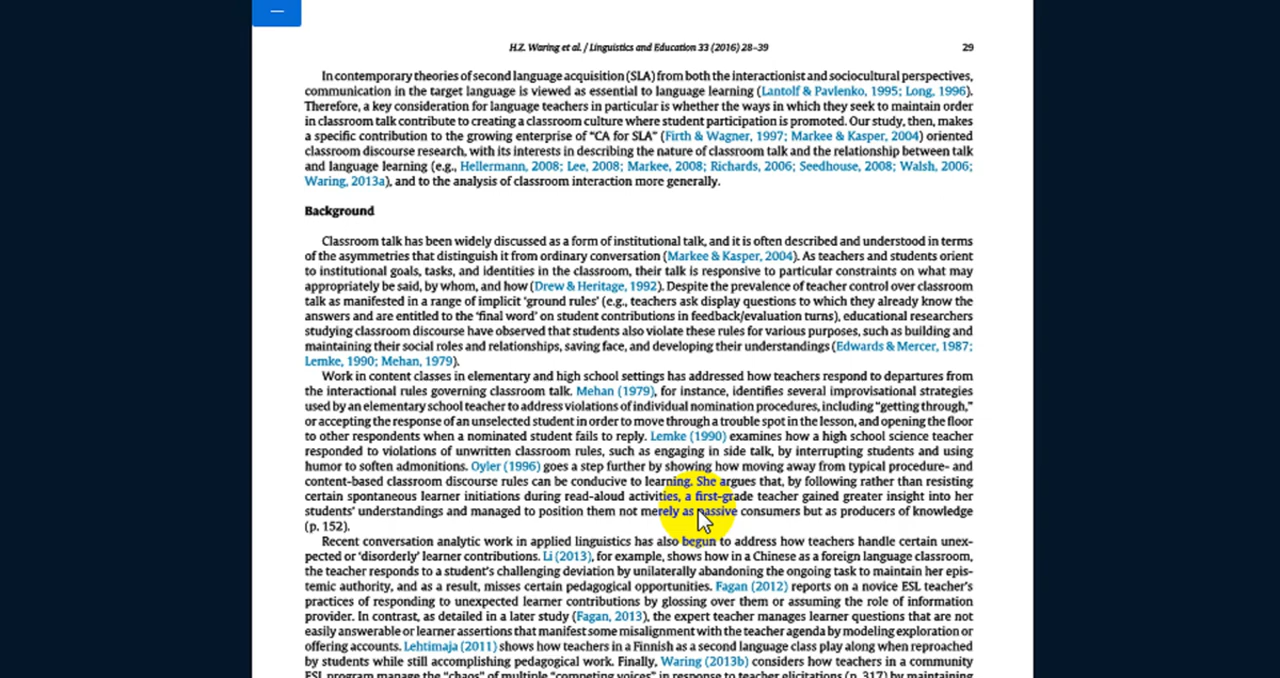 H.Z. Waring et al. / Linguistics and Education 33 (2016) 28–39
29
In contemporary theories of second language acquisition (SLA) from both the interactionist and sociocultural perspectives,
communication in the target language is viewed as essential to language learning (Lantolf & Pavlenko, 1995; Long, 1996).
Therefore, a key consideration for language teachers in particular is whether the ways in which they seek to maintain order
in classroom talk contribute to creating a classroom culture where student participation is promoted. Our study, then, makes
a specific contribution to the growing enterprise of “CA for SLA” (Firth & Wagner, 1997; Markee & Kasper, 2004) oriented
classroom discourse research, with its interests in describing the nature of classroom talk and the relationship between talk
and language learning (e.g., Hellermann, 2008; Lee, 2008; Markee, 2008; Richards, 2006; Seedhouse, 2008; Walsh, 2006;
Waring, 2013a), and to the analysis of classroom interaction more generally.
Background
Classroom talk has been widely discussed as a form of institutional talk, and it is often described and understood in terms
of the asymmetries that distinguish it from ordinary conversation (Markee & Kasper, 2004). As teachers and students orient
to institutional goals, tasks, and identities in the classroom, their talk is responsive to particular constraints on what may
appropriately be said, by whom, and how (Drew & Heritage, 1992). Despite the prevalence of teacher control over classroom
talk as manifested in a range of implicit ‘ground rules’ (e.g., teachers ask display questions to which they already know the
answers and are entitled to the ‘final word’ on student contributions in feedback/evaluation turns), educational researchers
studying classroom discourse have observed that students also violate these rules for various purposes, such as building and
maintaining their social roles and relationships, saving face, and developing their understandings (Edwards & Mercer, 1987;
Lemke, 1990; Mehan, 1979).
Work in content classes in elementary and high school settings has addressed how teachers respond to departures from
the interactional rules governing classroom talk. Mehan (1979), for instance, identifies several improvisational strategies
used by an elementary school teacher to address violations of individual nomination procedures, including “getting through,”
or accepting the response of an unselected student in order to move through a trouble spot in the lesson, and opening the floor
to other respondents when a nominated student fails to reply. Lemke (1990) examines how a high school science teacher
responded to violations of unwritten classroom rules, such as engaging in side talk, by interrupting students and using
humor to soften admonitions. Oyler (1996) goes a step further by showing how moving away from typical procedure- and
content-based classroom discourse rules can be conducive to learning. She argues that, by following rather than resisting
certain spontaneous learner initiations during read-aloud activities, a first-grade teacher gained greater insight into her
students’ understandings and managed to position them not merely as passive consumers but as producers of knowledge
(p. 152).
Recent conversation analytic work in applied linguistics has also begun to address how teachers handle certain unex-
pected or ‘disorderly’ learner contributions. Li (2013), for example, shows how in a Chinese as a foreign language classroom,
the teacher responds to a student’s challenging deviation by unilaterally abandoning the ongoing task to maintain her epis-
temic authority, and as a result, misses certain pedagogical opportunities. Fagan (2012) reports on a novice ESL teacher’s
practices of responding to unexpected learner contributions by glossing over them or assuming the role of information
provider. In contrast, as detailed in a later study (Fagan, 2013), the expert teacher manages learner questions that are not
easily answerable or learner assertions that manifest some misalignment with the teacher agenda by modeling exploration or
offering accounts. Lehtimaja (2011) shows how teachers in a Finnish as a second language class play along when reproached
by students while still accomplishing pedagogical work. Finally, Waring (2013b) considers how teachers in a community
ESL program manage the “chaos” of multiple “competing voices” in response to teacher elicitations (p. 317) by maintaining